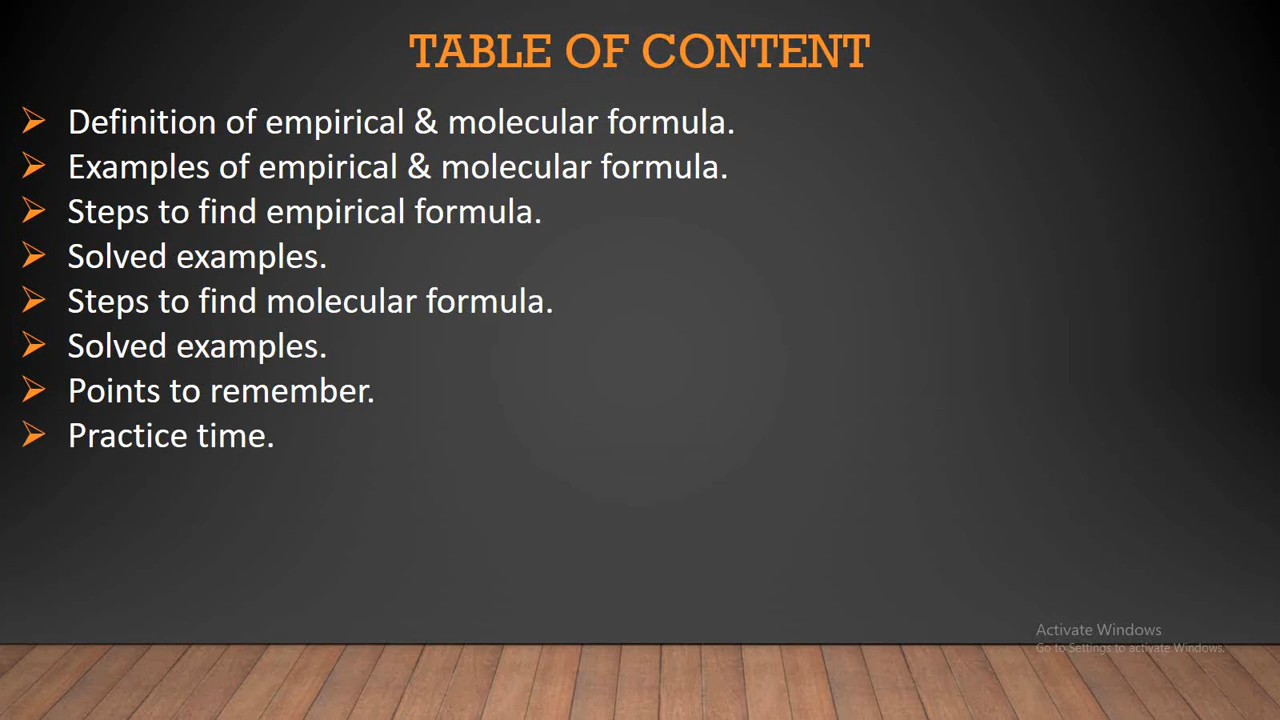 TABLE OF CONTENT
Definition of empirical & molecular formula.
Examples of empirical & molecular formula.
Steps to find empirical formula.
Solved examples.
Steps to find molecular formula.
Solved examples.
Points to remember.
Practice time.
Activate Windows
Go to Settings to activate Windows.